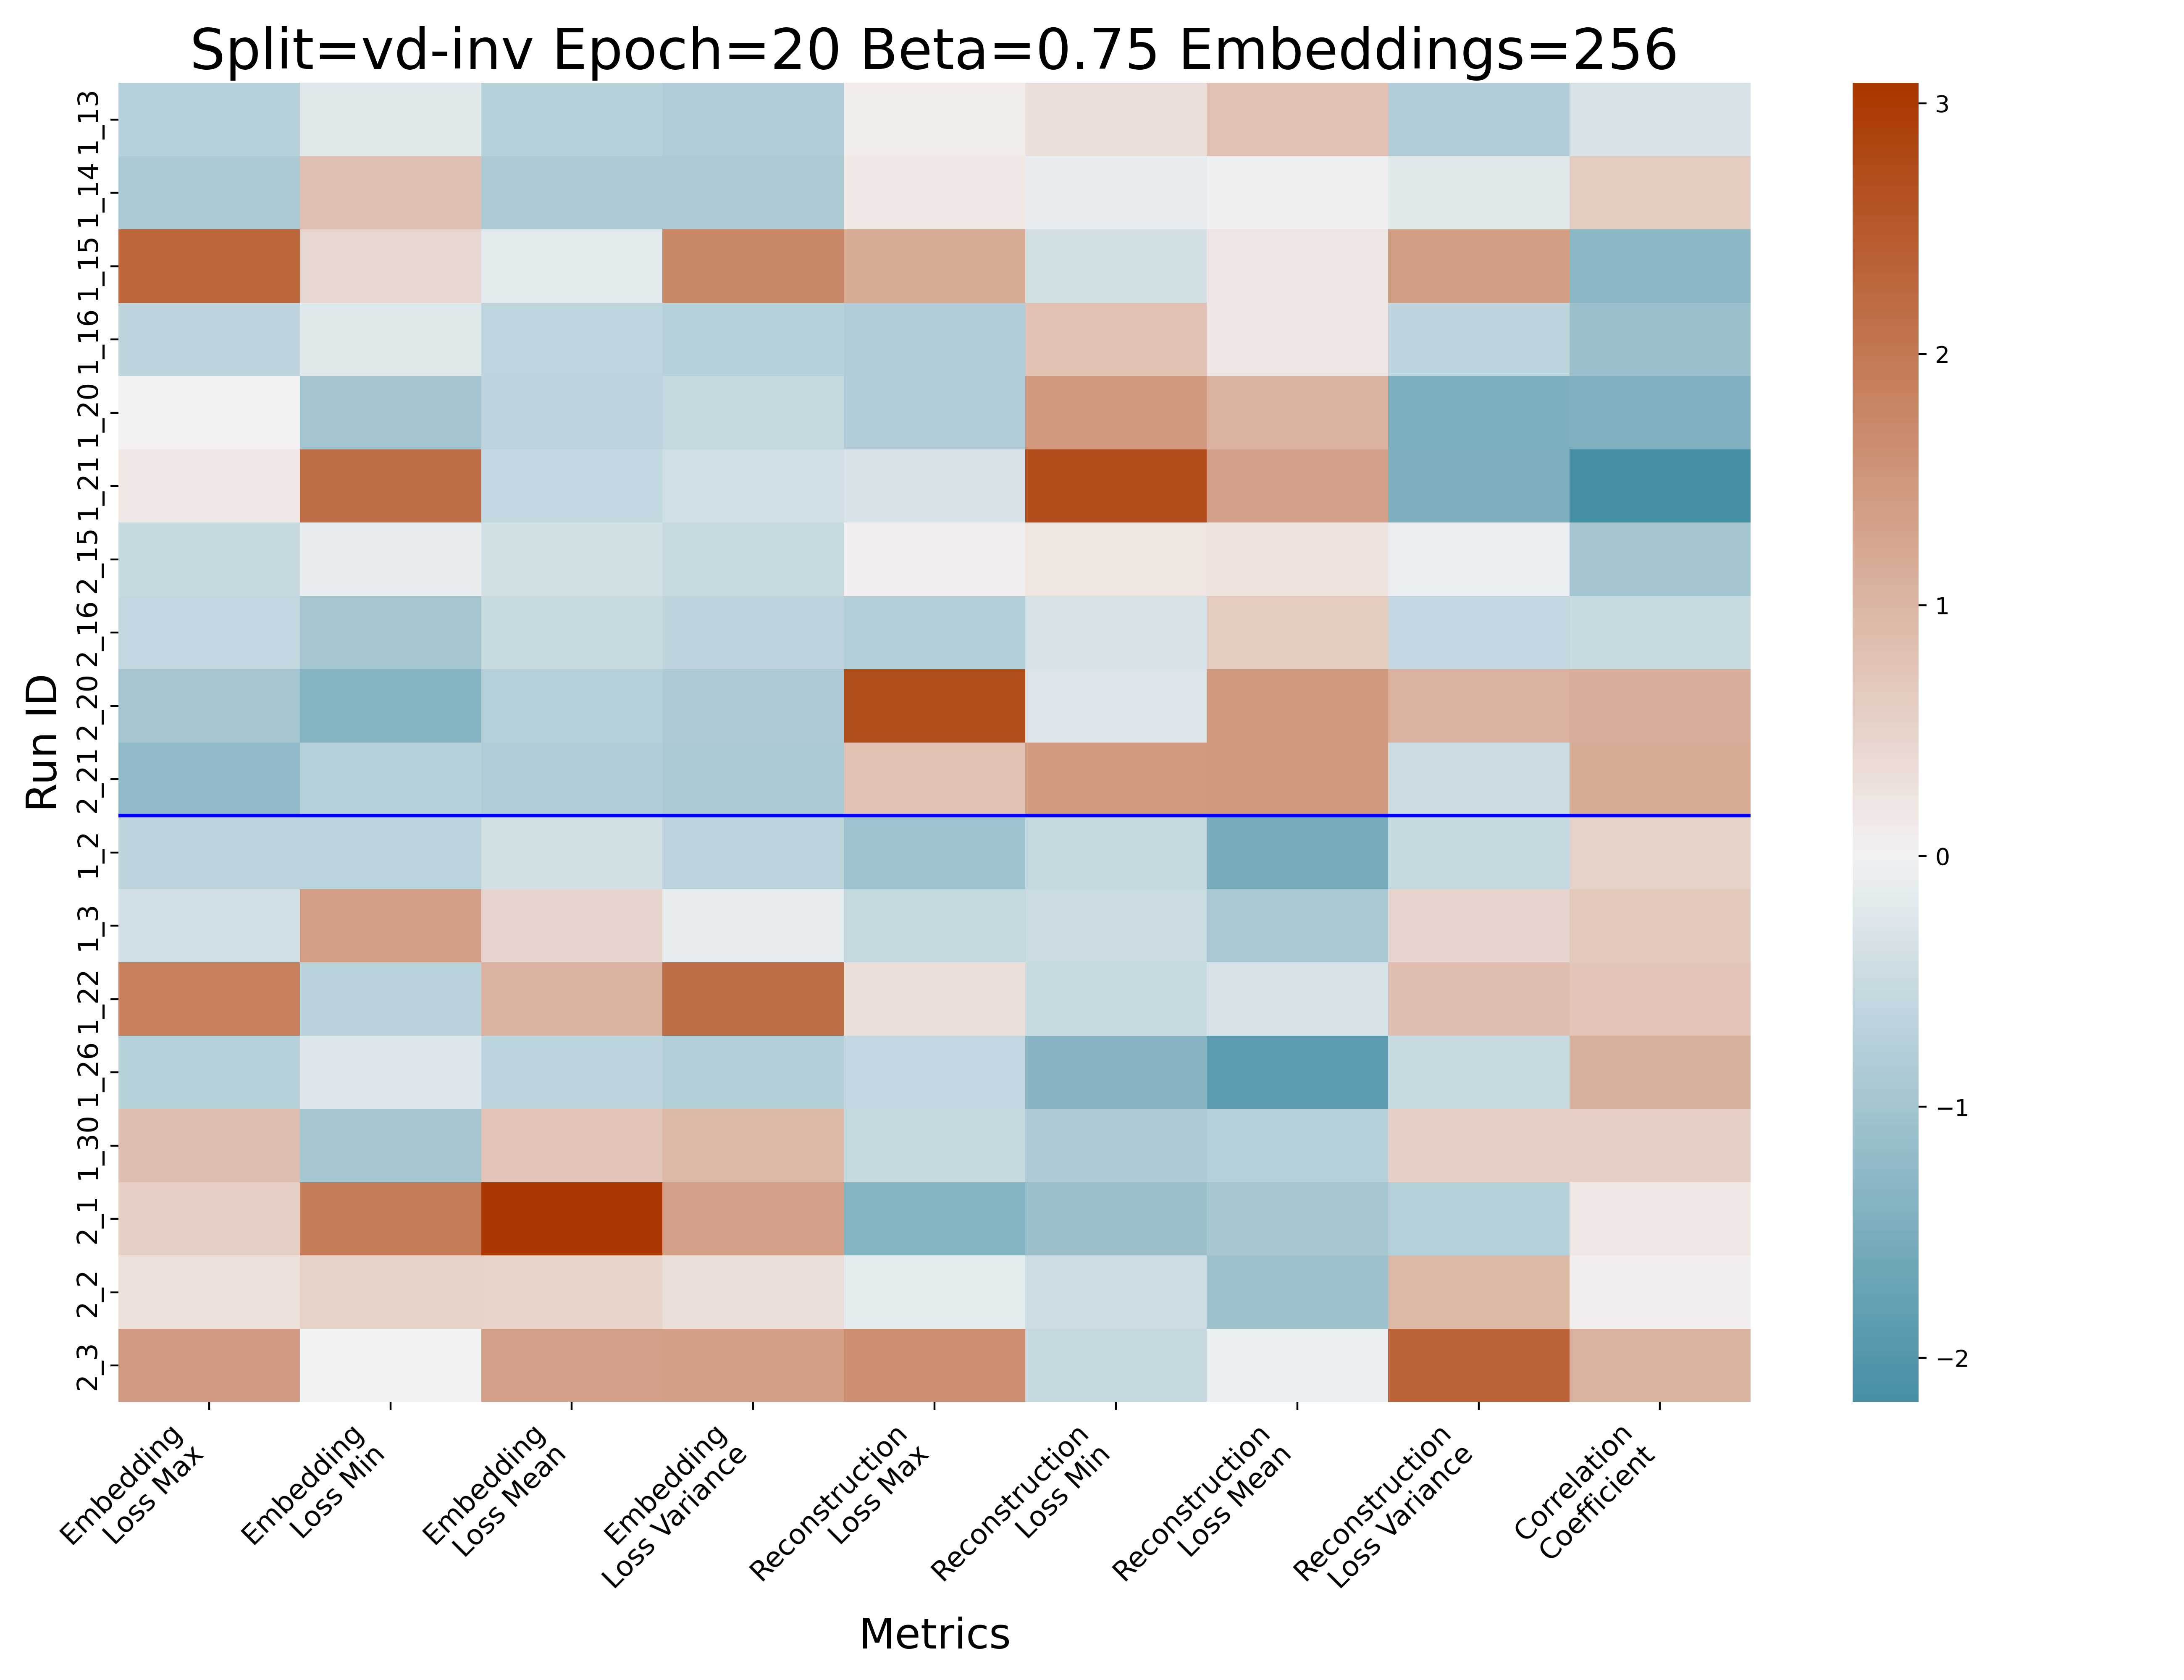 Split=vd-inv Epoch=20 Beta=0.75 Embeddings=256
Run ID
1_13
1_14
1_15
1_16
1_20
1_21
2_15
2_16
2_20
2_21
1_2
1_3
1_22
1_26
1_30
2_1
2_2
2_3
Embedding
Loss Max
Embedding
Loss Min
Embedding
Loss Mean
Embedding
Loss Variance
Reconstruction
Loss Max
Reconstruction
Loss Min
Reconstruction
Loss Mean
Reconstruction
Loss Variance
Correlation
Coefficient
Metrics
3
2
1
0
−1
−2